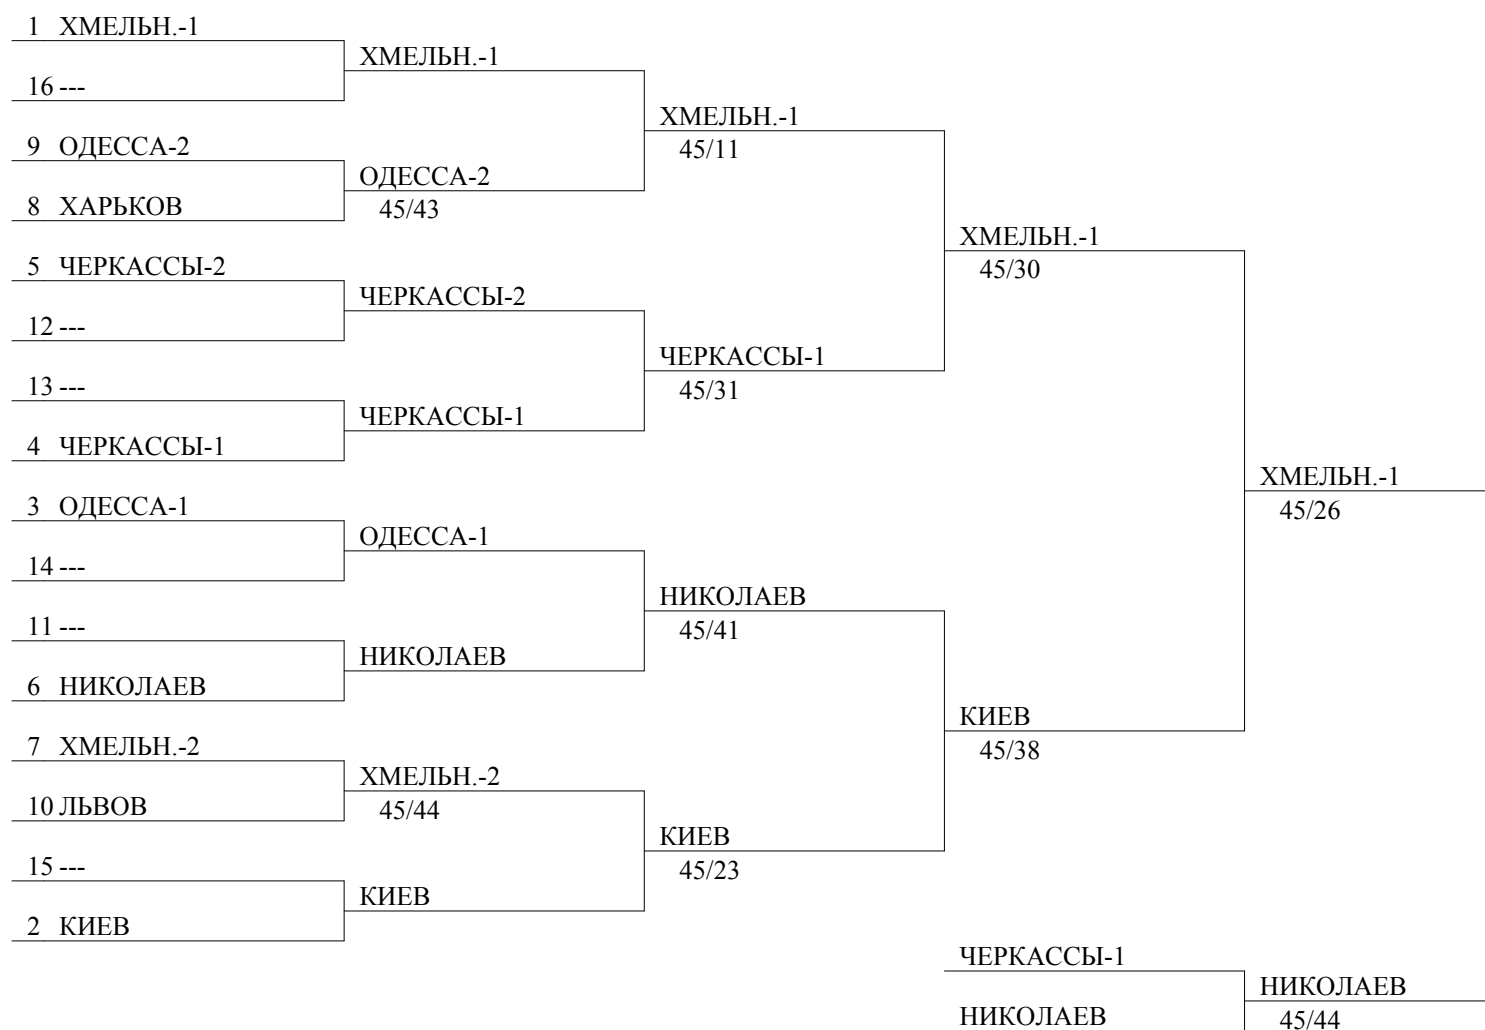 1 ХМЕЛЬН.-1
16 ---
9 ОДЕССА-2
8 ХАРЬКОВ
5 ЧЕРКАССЫ-2
12 ---
13 ---
4 ЧЕРКАССЫ-1
3 ОДЕССА-1
14 ---
11 ---
6 НИКОЛАЕВ
7 ХМЕЛЬН.-2
10 ЛЬВОВ
15 ---
2 КИЕВ
ХМЕЛЬН.-1
ОДЕССА-2
45/43
ЧЕРКАССЫ-2
ЧЕРКАССЫ-1
ОДЕССА-1
НИКОЛАЕВ
ХМЕЛЬН.-2
45/44
КИЕВ
ХМЕЛЬН.-1
45/11
ЧЕРКАССЫ-1
45/31
НИКОЛАЕВ
45/41
КИЕВ
45/23
ХМЕЛЬН.-1
45/30
КИЕВ
45/38
ХМЕЛЬН.-1
45/26
ЧЕРКАССЫ-1
НИКОЛАЕВ
НИКОЛАЕВ
45/44